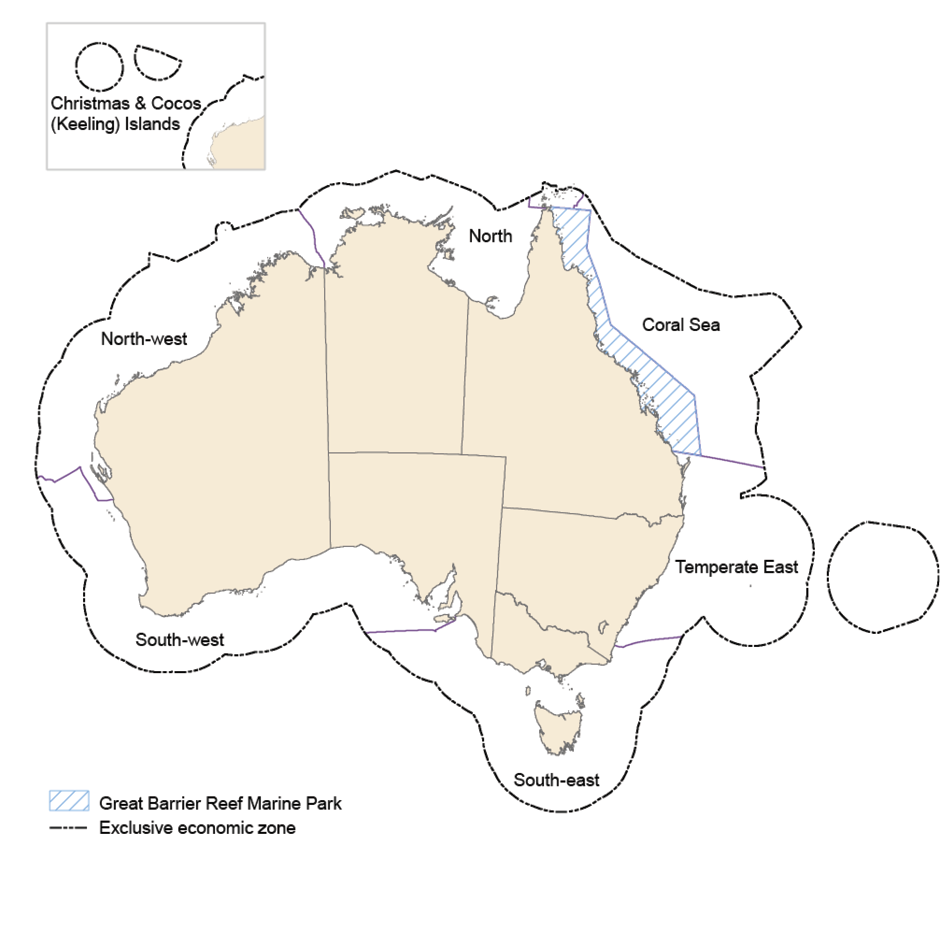 Christmas & Cocos
(Keeling) Islands
North
North-west
Coral Sea
Temperate East
South-west
South-east
Great Barrier Reef Marine Park
Exclusive economic zone